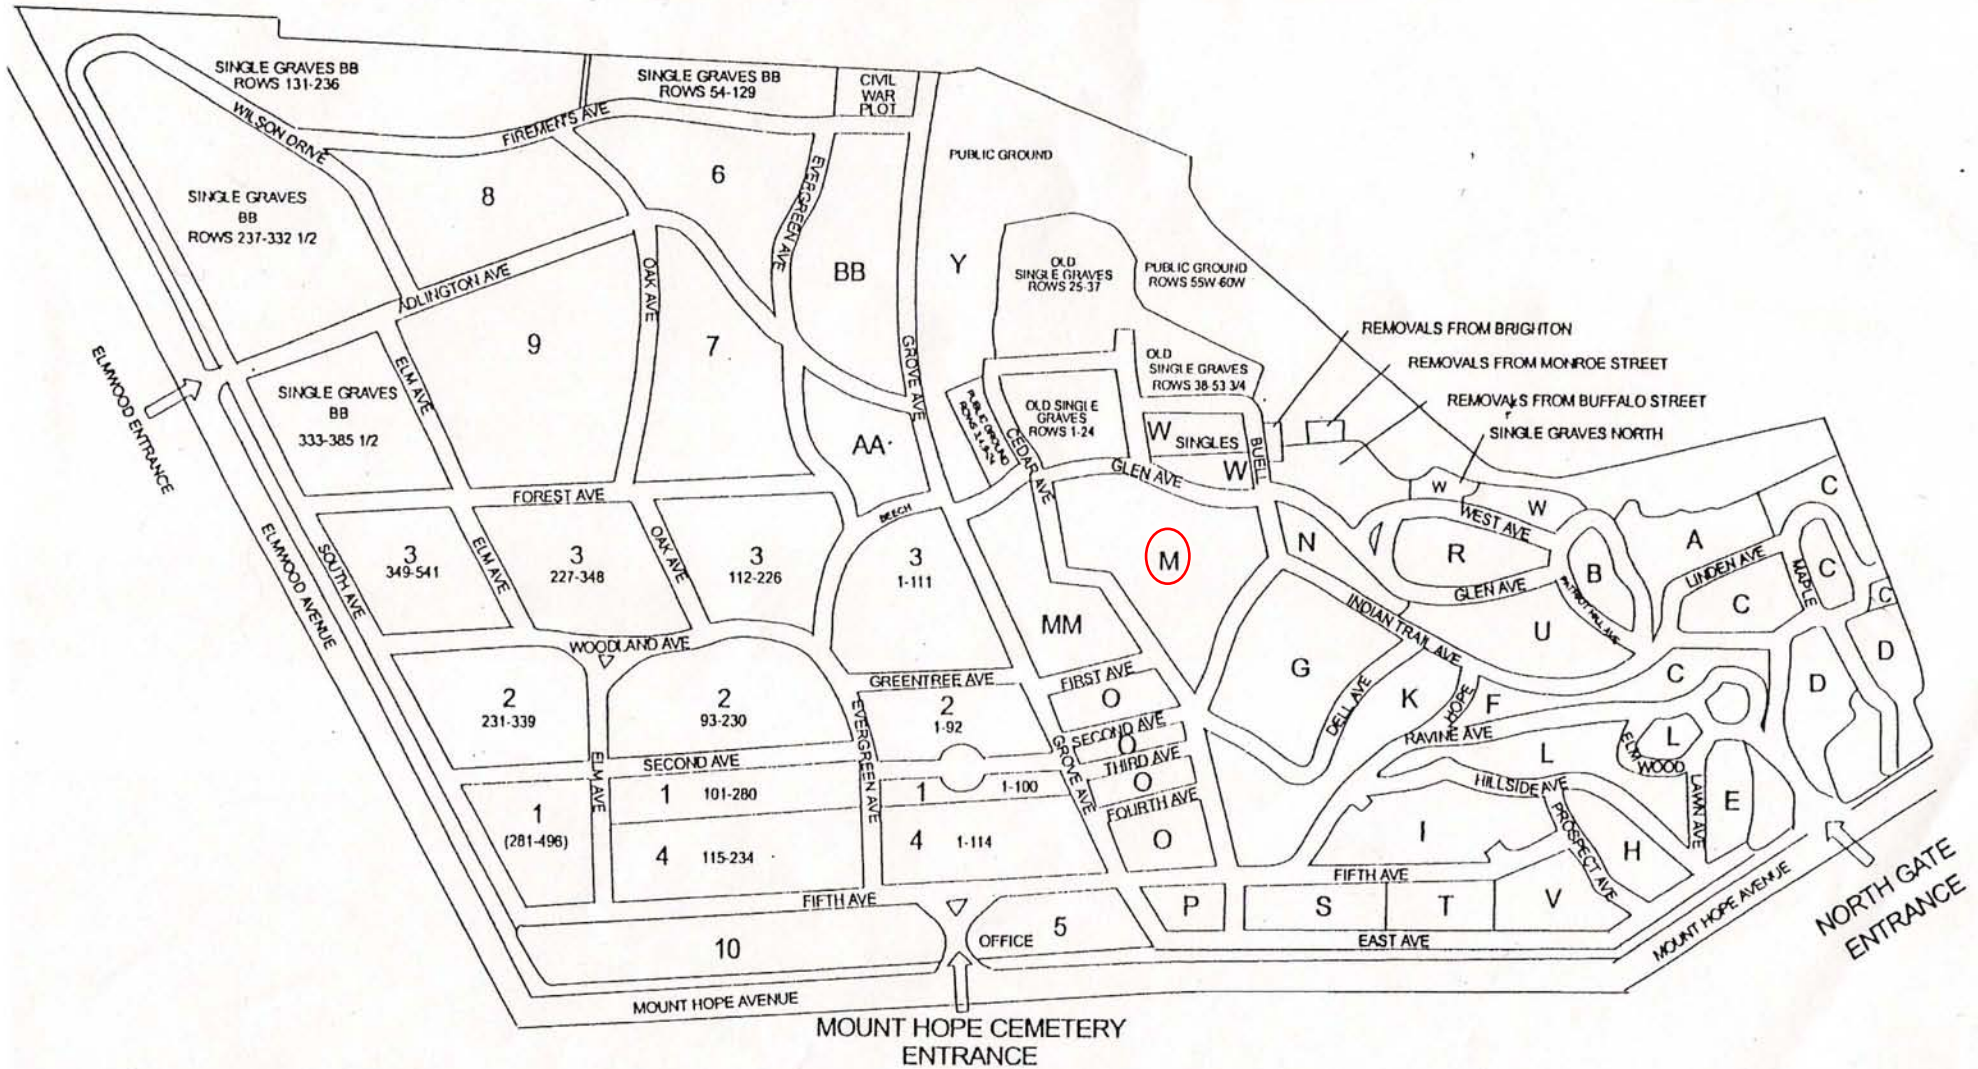 SINGLE GRAVES BB
ROWS 131-236
SINGLE GRAVES BB
ROWS 54-129
CIVIL
WAR
PLOT
WILSON DRIVE
FIREMEN'S AVE
PUBLIC GROUND
6
8
EVERGREEN AVE
SINGLE GRAVES
BB
ROWS 237-332 1/2
BB
Y
OLD
SINGLE GRAVES
ROWS 25-37
PUBLIC GROUND
ROWS 55W-60W
OAK AVE
ADLINGTON AVE
REMOVALS FROM BRIGHTON
9
7
GROVE AVE
OLD
SINGLE GRAVES
ROWS 38-53 3/4
REMOVALS FROM MONROE STREET
ELMWOOD ENTRANCE
ELM AVE
SINGLE GRAVES
BB
333-385 1/2
PUBLIC GROUND
OLD SINGLE
GRAVES
ROWS 1-24
REMOVALS FROM BUFFALO STREET
SINGLE GRAVES NORTH
AA
CEDAR AVE
W
SINGLES
W
BUELL
GLEN AVE
W
W
C
FOREST AVE
BEECH
WEST AVE
ELMWOOD AVENUE
SOUTH AVE
3
349-541
ELM AVE
3
227-348
OAK AVE
3
112-226
3
1-111
M
N
R
B
A
LINDEN AVE
MAPLE
C
C
C
GLEN AVE
PATRIOT HILL AVE
MM
INDIAN TRAIL AVE
U
WOODLAND AVE
GREENTREE AVE
FIRST AVE
G
C
D
D
2
231-339
2
93-230
EVERGREEN AVE
2
1-92
O
DELL AVE
K
HOPE
F
SECOND AVE
O
RAVINE AVE
ELM
WOOD
L
L
SECOND AVE
GROVE AVE
THIRD AVE
O
HILLSIDE AVE
LAWN AVE
E
ELM AVE
1
(281-496)
1
101-280
1
1-100
FOURTH AVE
O
I
PROSPECT AVE
H
4
115-234
4
1-114
FIFTH AVE
FIFTH AVE
P
S
T
V
10
OFFICE
5
EAST AVE
MOUNT HOPE AVENUE
NORTH GATE
ENTRANCE
MOUNT HOPE AVENUE
MOUNT HOPE CEMETERY
ENTRANCE